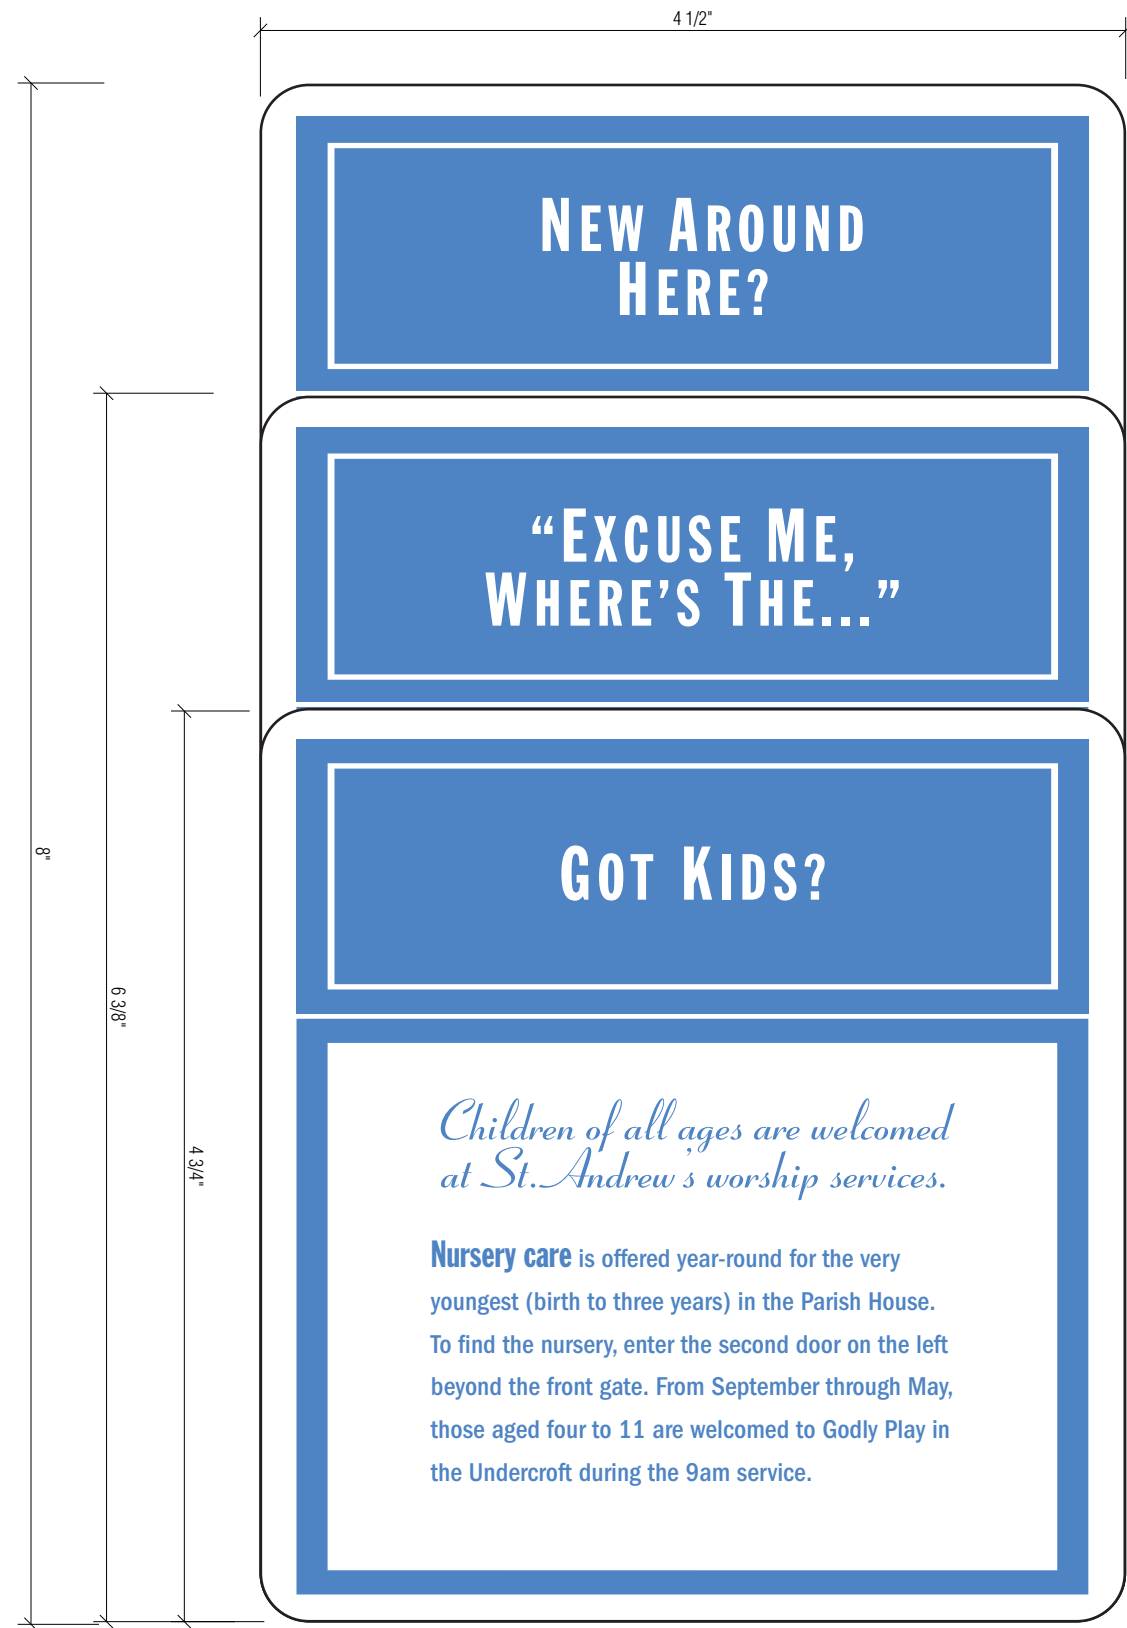 4 1/2"
New Around
Here?
“Excuse Me,
Where’s The...”
Got Kids?
8"
6 3/8"
4 3/4"
Children of all ages are welcomed
at St. Andrew’s worship services.
Nursery care is offered year-round for the very
youngest (birth to three years) in the Parish House.
To find the nursery, enter the second door on the left
beyond the front gate. From September through May,
those aged four to 11 are welcomed to Godly Play in
the Undercroft during the 9am service.